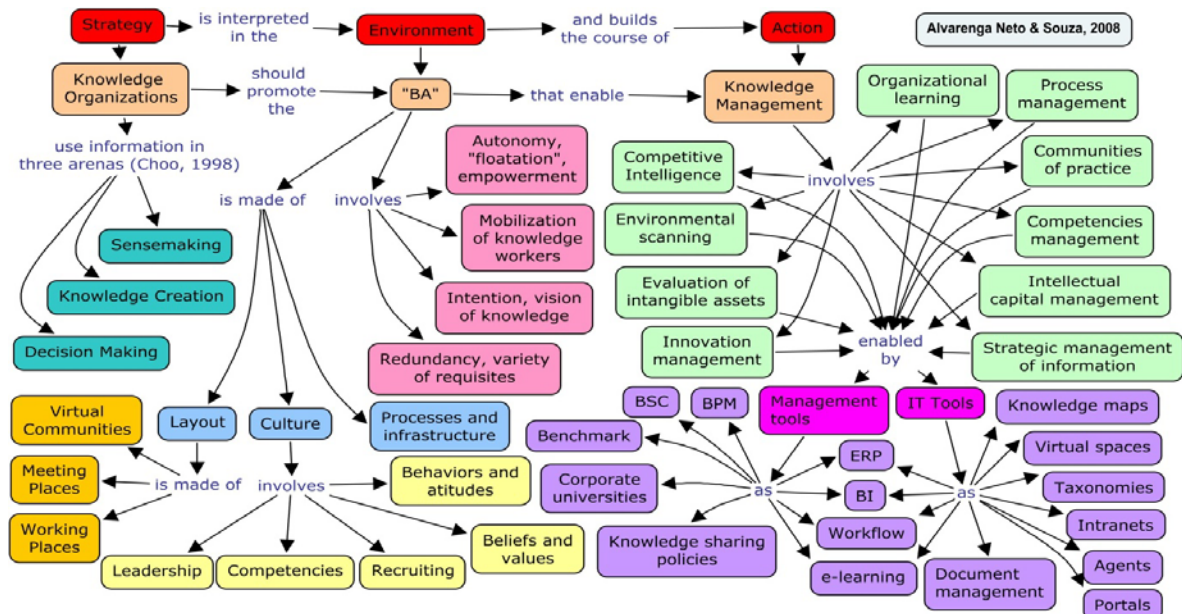 Strategy
is interpreted
in the
Environment
and builds
the course of
Action
Alvarenga Neto & Souza, 2008
Knowledge
Organizations
should
promote
the
"BA"
that enable
Knowledge
Management
Organizational
learning
Process
management
use information in
three arenas (Choo, 1998)
is made of
involves
Autonomy,
"floatation",
empowerment
Competitive
Intelligence
involves
Communities
of practice
Sensemaking
Mobilization
of knowledge
workers
Environmental
scanning
Competencies
management
Knowledge Creation
Intention, vision
of knowledge
Evaluation of
intangible assets
Intellectual
capital management
Decision Making
Redundancy, variety
of requisites
Innovation
management
enabled
by
Strategic management
of information
Virtual
Communities
Layout
Culture
Processes and
infrastructure
BSC
BPM
Management
tools
IT Tools
Knowledge maps
Benchmark
ERP
Virtual spaces
Meeting
Places
is made of
involves
Behaviors and
atitudes
Corporate
universities
as
BI
as
Taxonomies
Working
Places
Beliefs and
values
Knowledge sharing
policies
Workflow
Intranets
Leadership
Competencies
Recruiting
e-learning
Document
management
Agents
Portals